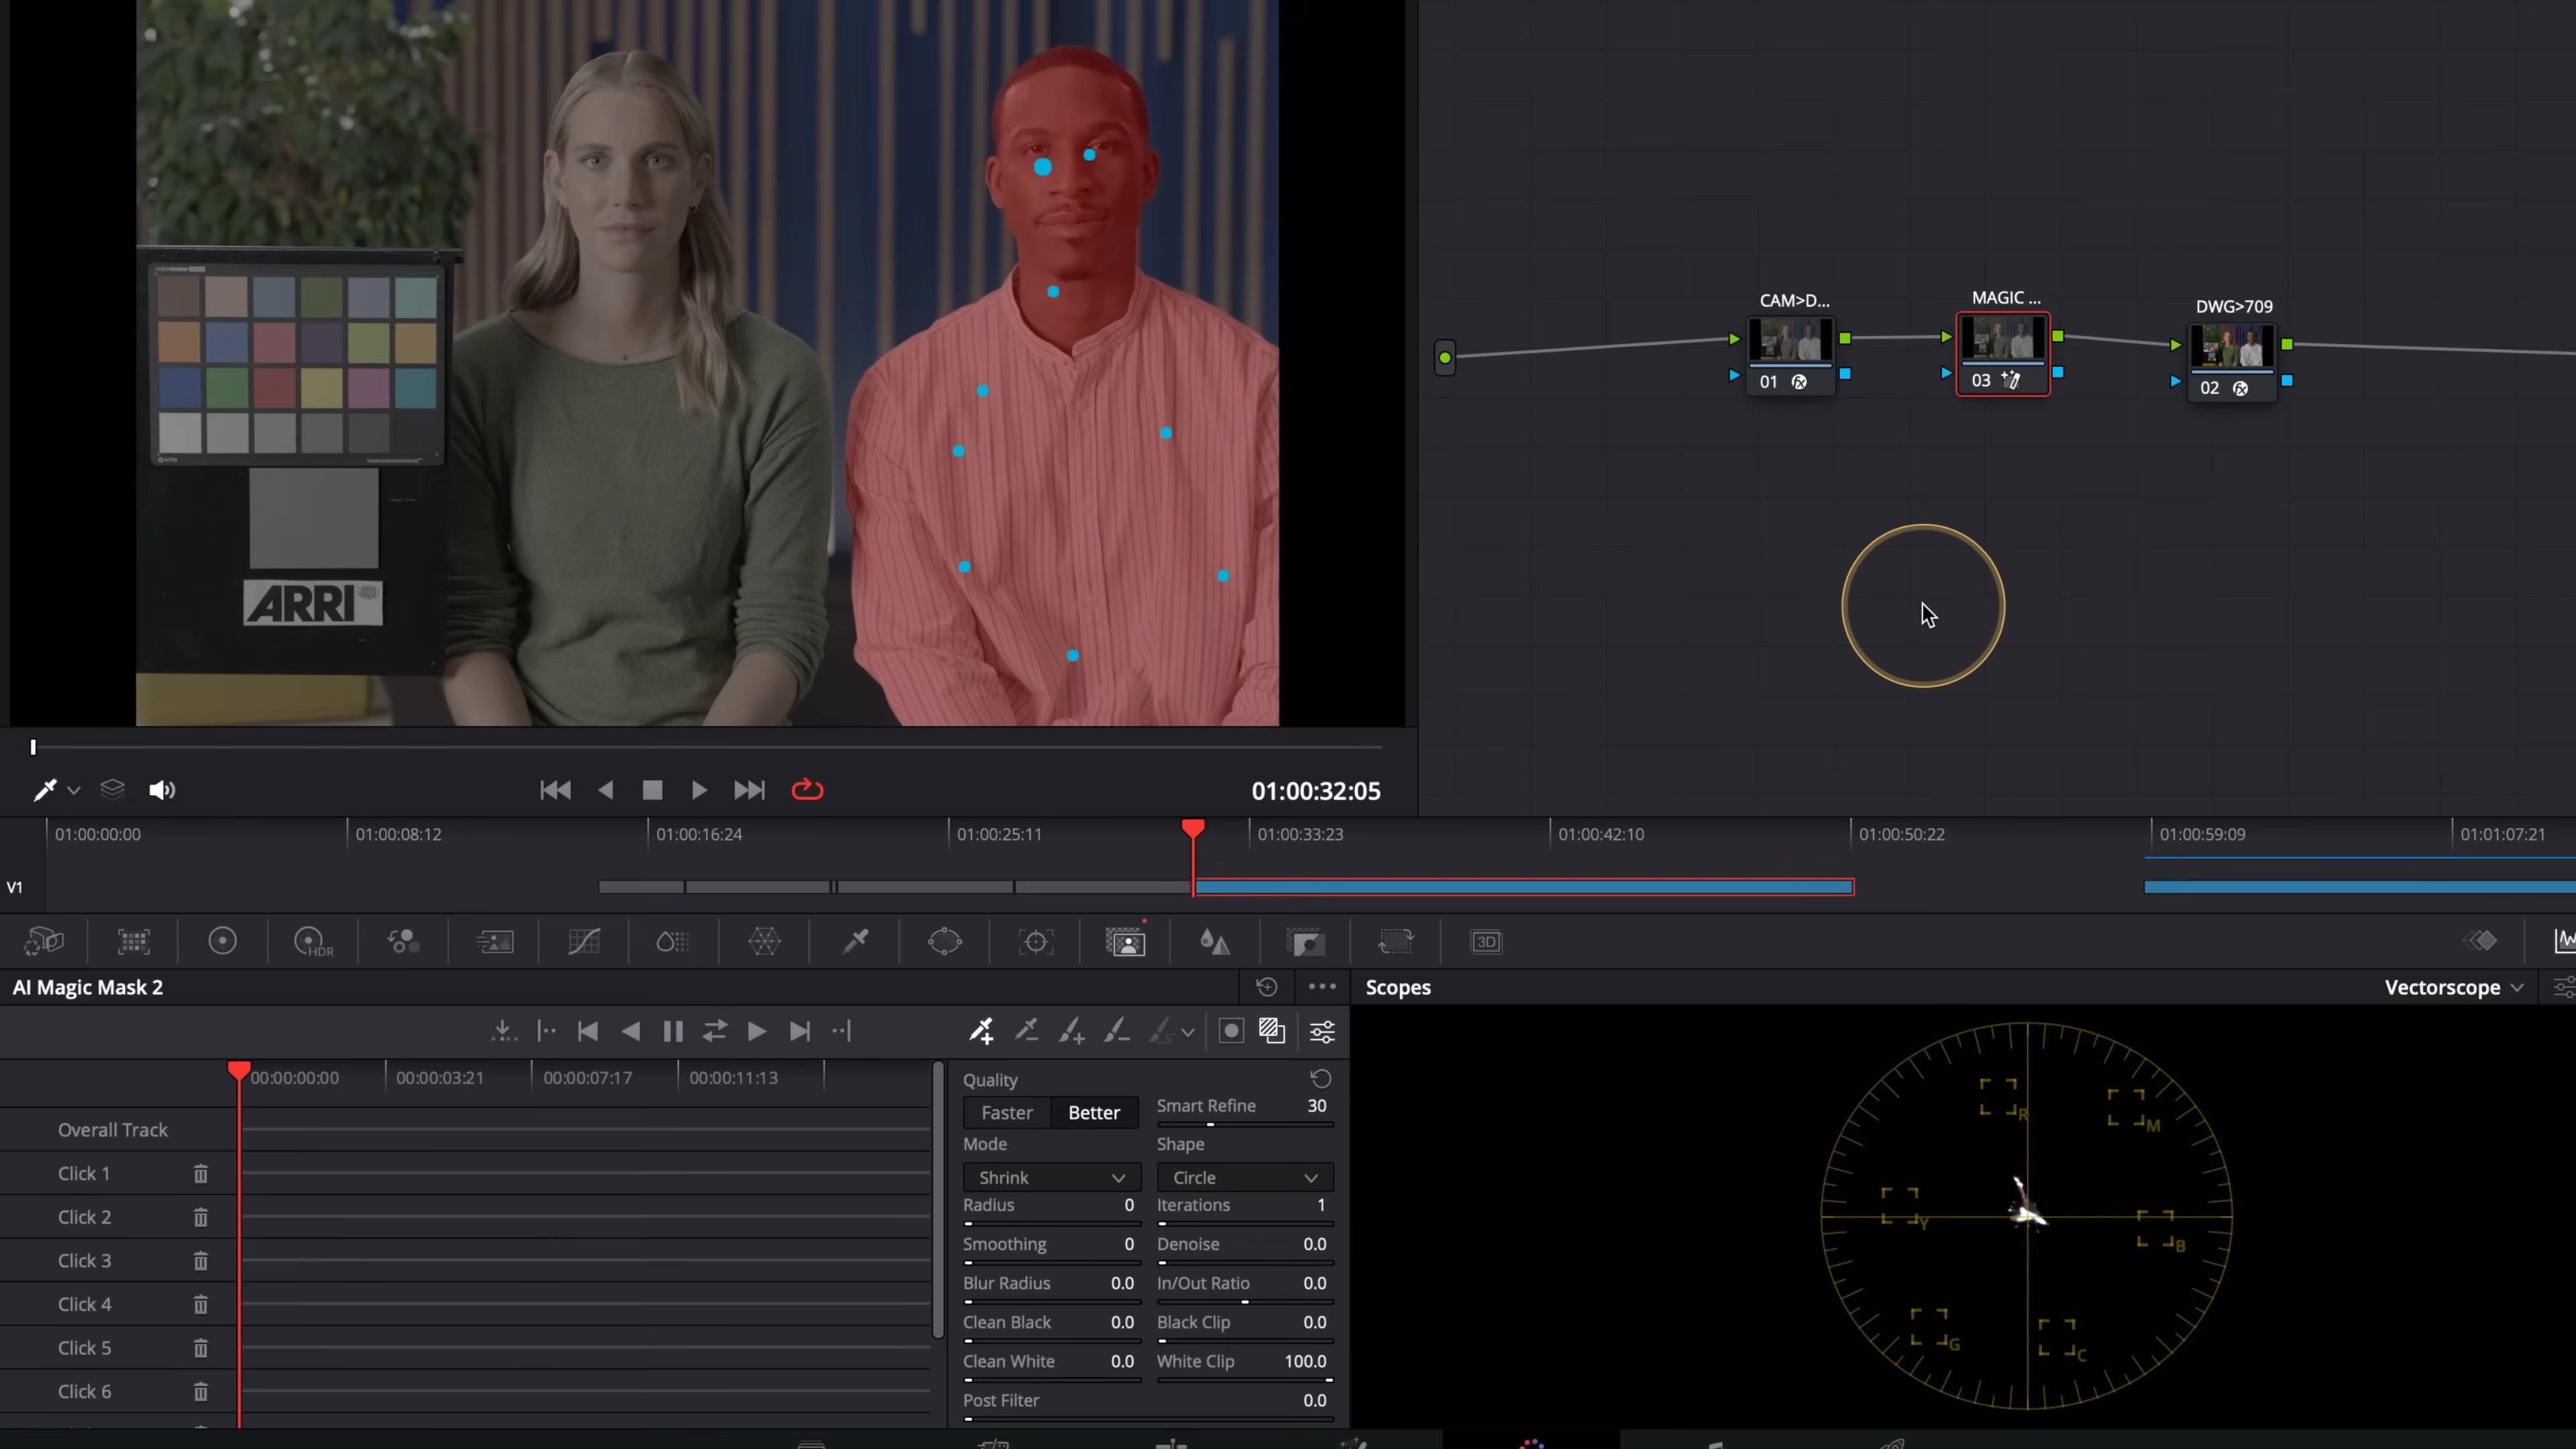 ARRI
CAM>D...
MAGIC ...
DWG>709
01
03
02
01:00:32:05
01:00:00:00
01:00:08:12
01:00:16:24
01:00:25:11
01:00:33:23
01:00:42:10
01:00:50:22
01:00:59:09
01:01:07:21
V1
HDR
3D
AI Magic Mask 2
Scopes
Vectorscope
00:00:00:00
00:00:03:21
00:00:07:17
00:00:11:13
Overall Track
Click 1
Click 2
Click 3
Click 4
Click 5
Click 6
Quality
Faster
Better
Smart Refine
30
Mode
Shape
Shrink
Circle
Radius
0
Iterations
1
Smoothing
0
Denoise
0.0
Blur Radius
0.0
In/Out Ratio
0.0
Clean Black
0.0
Black Clip
0.0
Clean White
0.0
White Clip
100.0
Post Filter
0.0
R
M
Y
B
G
C